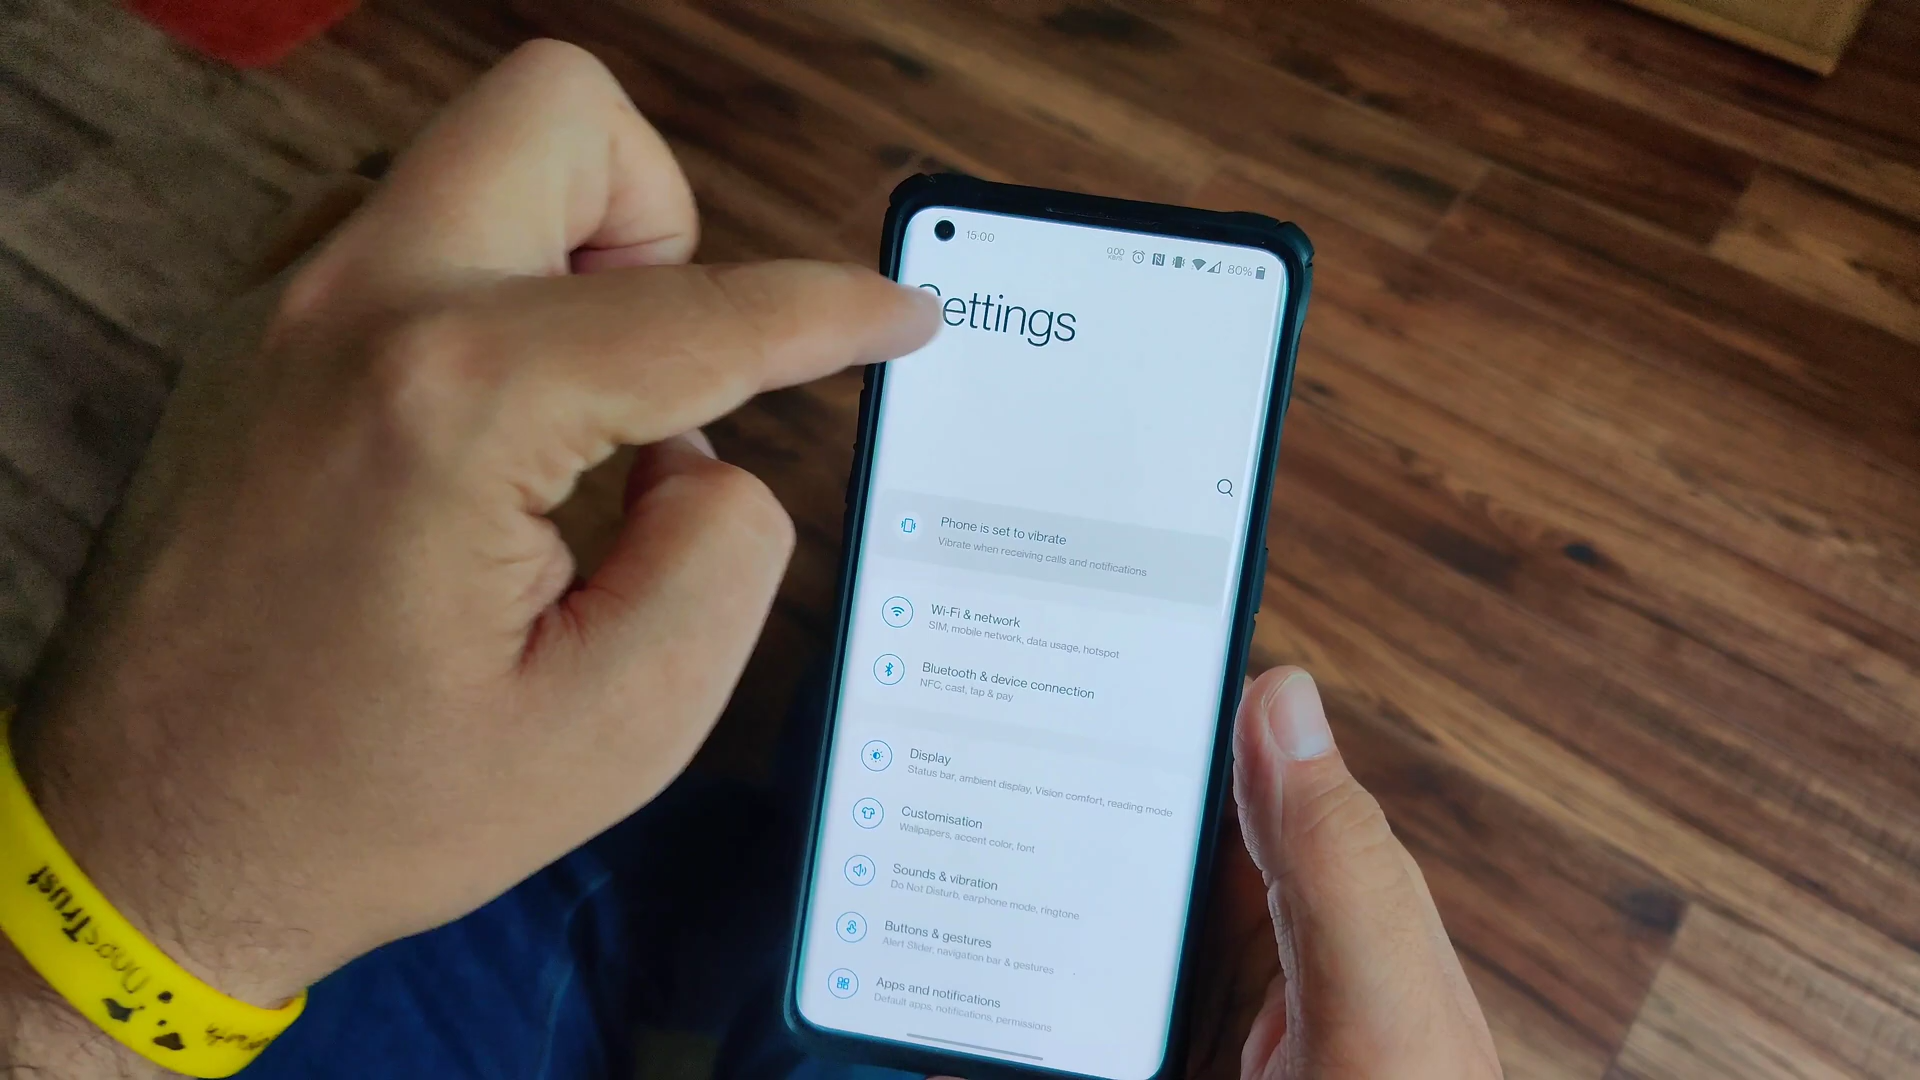 15:00
0.00
KB/S
80%
Settings
Phone is set to vibrate
Vibrate when receiving calls and notifications
Wi-Fi & network
SIM, mobile network, data usage, hotspot
Bluetooth & device connection
NFC, cast, tap & pay
Display
Status bar, ambient display, Vision comfort, reading mode
Customisation
Wallpapers, accent color, font
Sounds & vibration
Do Not Disturb, earphone mode, ringtone
Buttons & gestures
Alert Slider, navigation bar & gestures
Apps and notifications
Default apps, notifications, permissions
DogsTrust